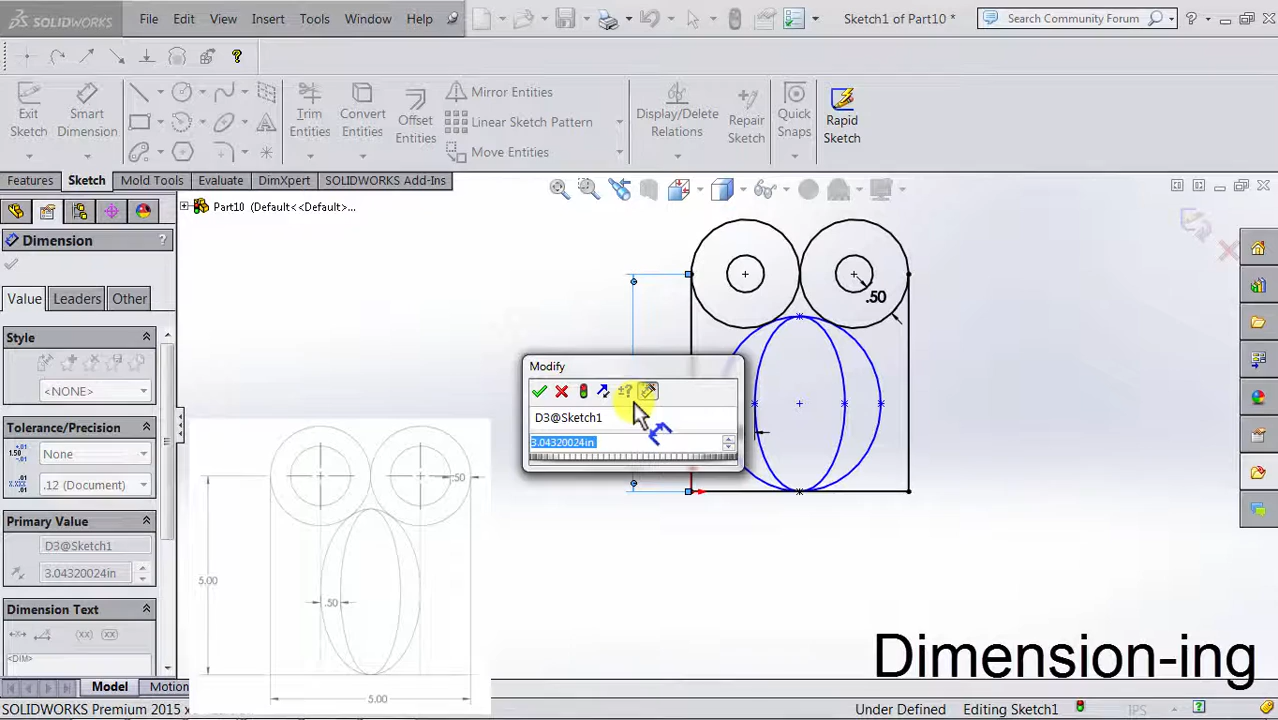 SOLIDWORKS File Edit View Insert Tools Window Help Sketch1 of Part10 * Search Community Forum
Exit Sketch
Smart Dimension
Trim Entities
Convert Entities
Offset Entities
Mirror Entities
Linear Sketch Pattern
Move Entities
Display/Delete Relations
Repair Sketch
Quick Snaps
Rapid Sketch
Features Sketch Mold Tools Evaluate DimXpert SOLIDWORKS Add-Ins
Part10 (Default<<Default>...
Dimension ?
Value Leaders Other
Style
<NONE>
Tolerance/Precision
1.50 None
.12 (Document)
Primary Value
D3@Sketch1
3.04320024in
Dimension Text
(xx)
<DIM>
.50
Modify
D3@Sketch1
3.04320024in
.50
5.00
.50
5.00
Dimension-ing
Model Motion
SOLIDWORKS Premium 2015 x Under Defined Editing Sketch1 IPS